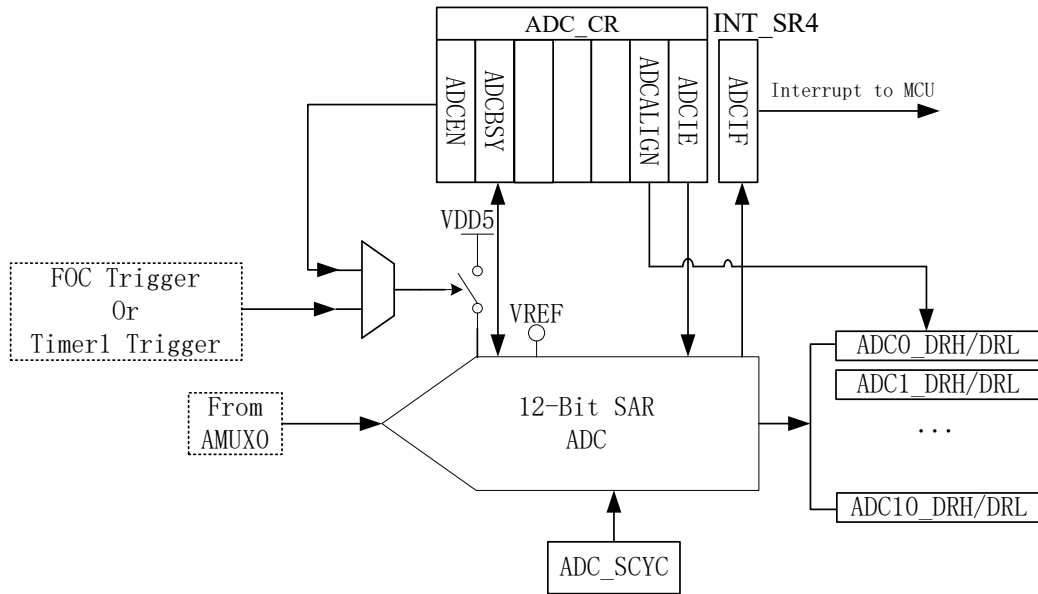 ADC_CR
INT_SR4
ADCEN
ADCBSY
ADCALIGN
ADCIE
ADCIF
Interrupt to MCU
VDD5
FOC Trigger
Or
Timer1 Trigger
VREF
ADC0_DRH/DRL
ADC1_DRH/DRL
...
ADC10_DRH/DRL
From
AMUX0
12-Bit SAR
ADC
ADC_SCYC